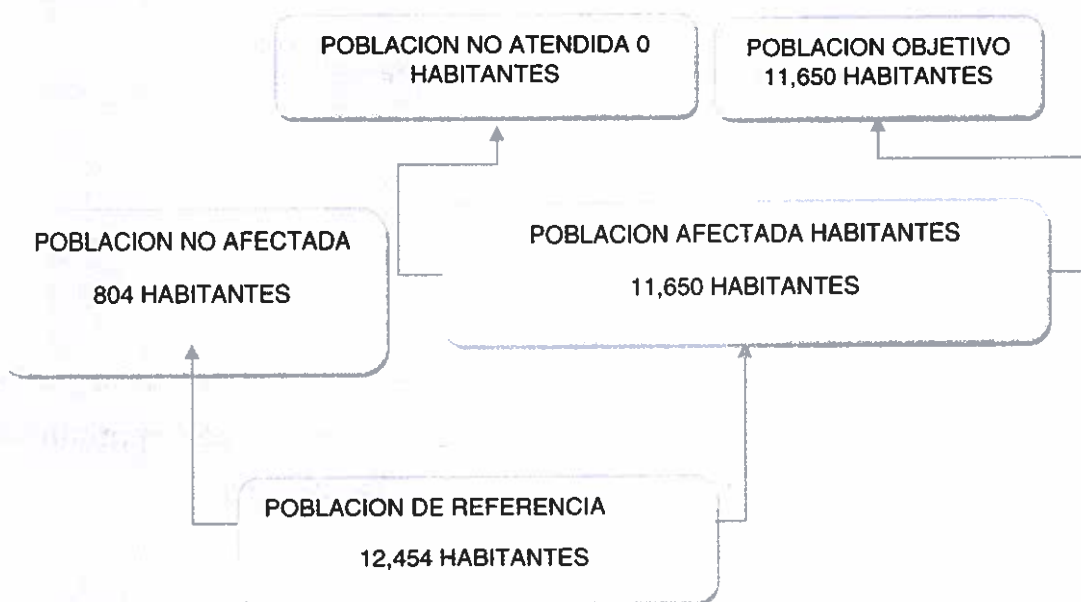 POBLACION NO ATENDIDA 0
HABITANTES
POBLACION OBJETIVO
11,650 HABITANTES
POBLACION NO AFECTADA
804 HABITANTES
POBLACION AFECTADA HABITANTES
11,650 HABITANTES
POBLACION DE REFERENCIA
12,454 HABITANTES